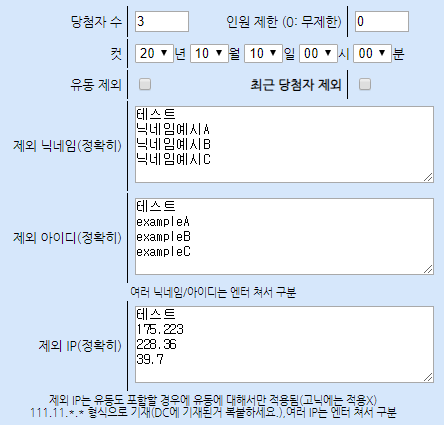 당첨자 수 3 인원 제한 (0: 무제한) 0
컷 20 년 10 월 10 일 00 시 00 분
유동 제외 최근 당첨자 제외
제외 닉네임(정확히)
테스트
닉네임예시A
닉네임예시B
닉네임예시C
제외 아이디(정확히)
테스트
exampleA
exampleB
exampleC
여러 닉네임/아이디는 엔터 쳐서 구분
제외 IP(정확히)
테스트
175.223
228.36
39.7
제외 IP는 유동도 포함할 경우에 유동에 대해서만 적용됨(고닉에는 적용X)
111.11.*.* 형식으로 기재(DC에 기재된거 복붙하세요.),여러 IP는 엔터 쳐서 구분